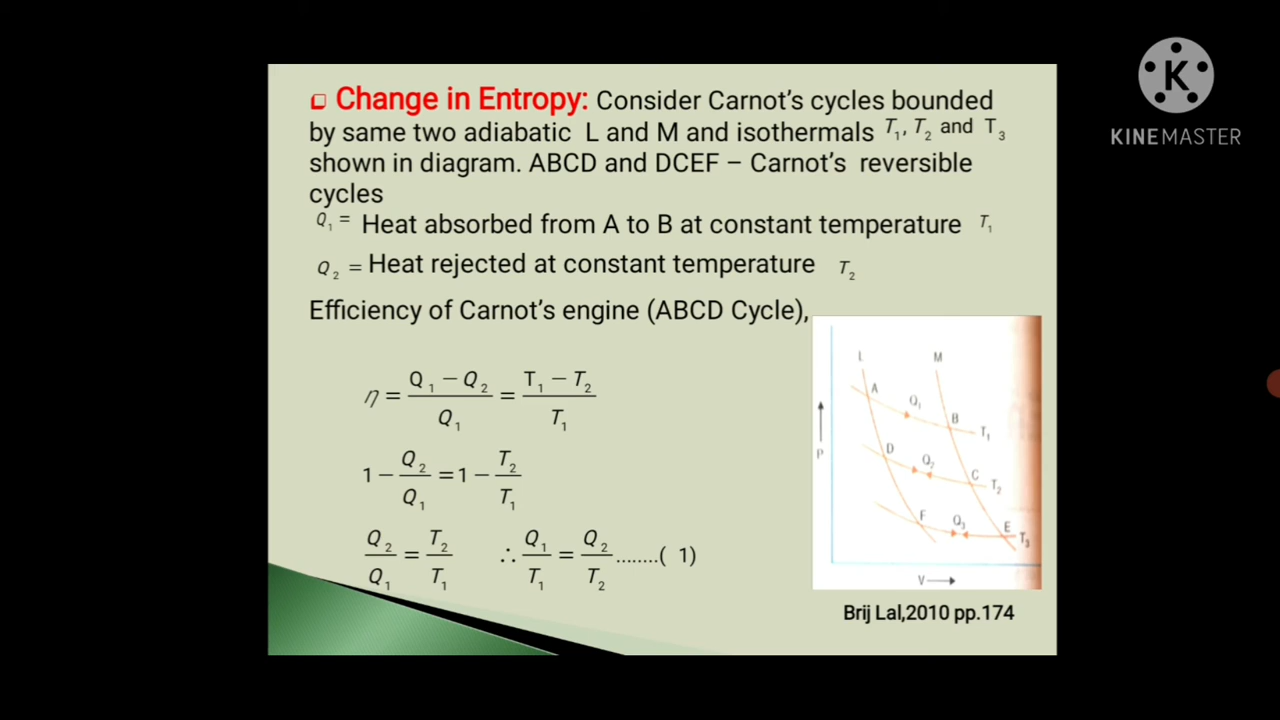 Change in Entropy: Consider Carnot's cycles bounded
by same two adiabatic L and M and isothermals T₁, T₂ and T₃
shown in diagram. ABCD and DCEF – Carnot's reversible
cycles
Q₁ = Heat absorbed from A to B at constant temperature T₁
Q₂ = Heat rejected at constant temperature T₂
Efficiency of Carnot's engine (ABCD Cycle),
η = (Q₁ – Q₂)/Q₁ = (T₁ – T₂)/T₁
1 – Q₂/Q₁ = 1 – T₂/T₁
Q₂/Q₁ = T₂/T₁ ∴ Q₁/T₁ = Q₂/T₂ ........( 1)
L M
A Q₁ B T₁
P
D Q₂ C T₂
F Q₃ E T₃
V
Brij Lal,2010 pp.174
K
KINEMASTER